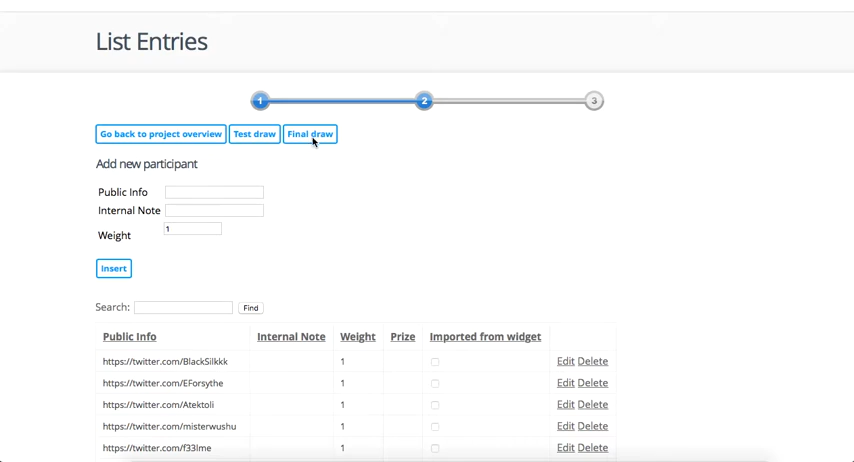 List Entries
1 2 3
Go back to project overview Test draw Final draw
Add new participant
Public Info
Internal Note
Weight 1
Insert
Search: Find
Public Info Internal Note Weight Prize Imported from widget
https://twitter.com/BlackSilkkk 1 Edit Delete
https://twitter.com/EForsythe 1 Edit Delete
https://twitter.com/Atektoli 1 Edit Delete
https://twitter.com/misterwushu 1 Edit Delete
https://twitter.com/f33lme 1 Edit Delete